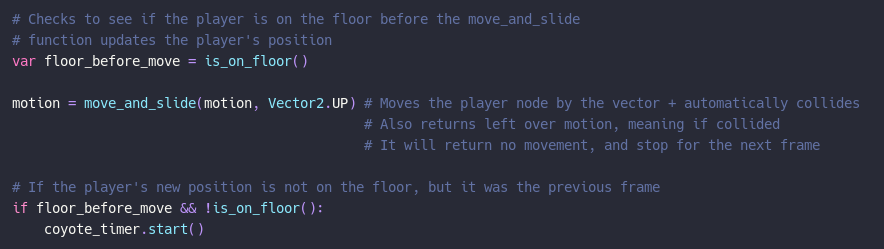 # Checks to see if the player is on the floor before the move_and_slide
# function updates the player's position
var floor_before_move = is_on_floor()
motion = move_and_slide(motion, Vector2.UP) # Moves the player node by the vector + automatically collides
# Also returns left over motion, meaning if collided
# It will return no movement, and stop for the next frame
# If the player's new position is not on the floor, but it was the previous frame
if floor_before_move && !is_on_floor():
    coyote_timer.start()